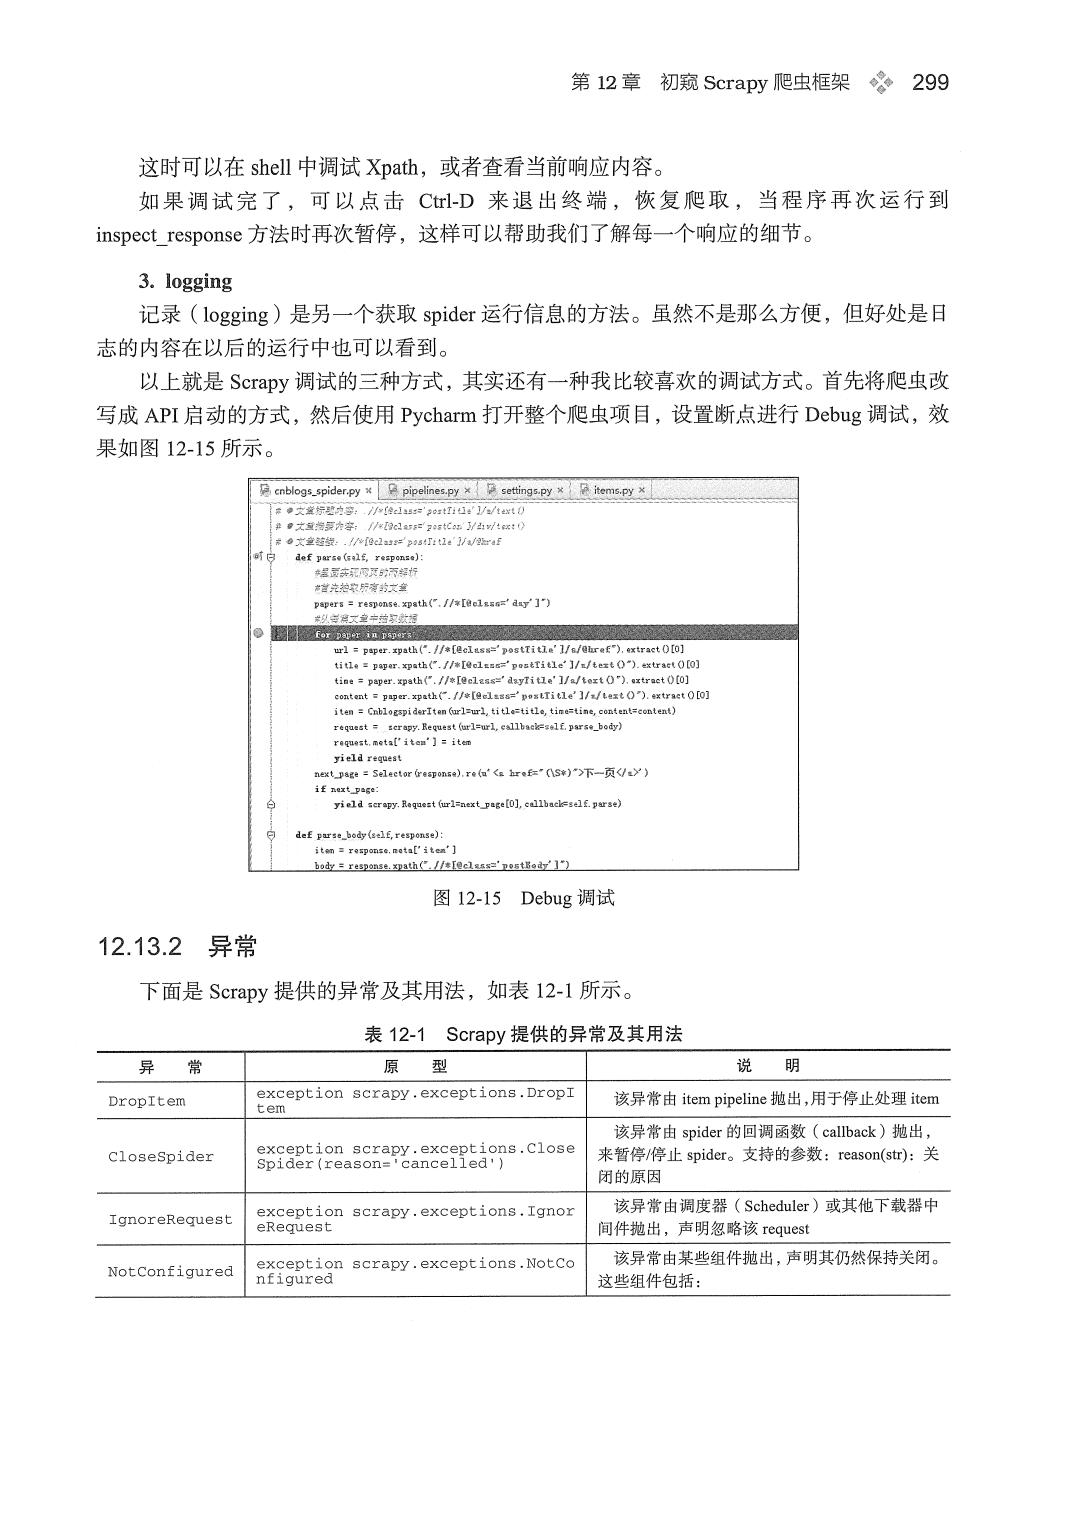 第 12 章 初窥 Scrapy 爬虫框架 299
这时可以在 shell 中调试 Xpath，或者查看当前响应内容。
如果调试完了，可以点击 Ctrl-D 来退出终端，恢复爬取，当程序再次运行到
inspect_response 方法时再次暂停，这样可以帮助我们了解每一个响应的细节。
3. logging
记录（logging）是另一个获取 spider 运行信息的方法。虽然不是那么方便，但好处是日
志的内容在以后的运行中也可以看到。
以上就是 Scrapy 调试的三种方式，其实还有一种我比较喜欢的调试方式。首先将爬虫改
写成 API 启动的方式，然后使用 Pycharm 打开整个爬虫项目，设置断点进行 Debug 调试，效
果如图 12-15 所示。
cnblogs_spider.py × pipelines.py × settings.py × items.py ×
# @文章标题内容: .//*[@class='postTitle']/a/text()
# @文章摘要内容: //*[@class='postCon']/div/text()
# @文章链接: .//*[@class='postTitle']/a/@href
def parse(self, response):
#首先抽取所有的文章
papers = response.xpath(".//*[@class='day']")
#从每篇文章中抽取数据
for paper in papers:
url = paper.xpath(".//*[@class='postTitle']/a/@href").extract()[0]
title = paper.xpath(".//*[@class='postTitle']/a/text()").extract()[0]
time = paper.xpath(".//*[@class='dayTitle']/a/text()").extract()[0]
content = paper.xpath(".//*[@class='postTitle']/a/text()").extract()[0]
item = CnblogspiderItem(url=url, title=title, time=time, content=content)
request = scrapy.Request(url=url, callback=self.parse_body)
request.meta['item'] = item
yield request
next_page = Selector(response).re(u'<a href="(\S*)">下一页</a>')
if next_page:
yield scrapy.Request(url=next_page[0], callback=self.parse)
def parse_body(self,response):
item = response.meta['item']
body = response.xpath(".//*[@class='postBody']")
图 12-15 Debug 调试
12.13.2 异常
下面是 Scrapy 提供的异常及其用法，如表 12-1 所示。
表 12-1 Scrapy 提供的异常及其用法
异 常 原 型 说 明
DropItem
exception scrapy.exceptions.DropI
tem
该异常由 item pipeline 抛出，用于停止处理 item
CloseSpider
exception scrapy.exceptions.Close
Spider(reason='cancelled')
该异常由 spider 的回调函数（callback）抛出，
来暂停/停止 spider。支持的参数：reason(str)：关
闭的原因
IgnoreRequest
exception scrapy.exceptions.Ignor
eRequest
该异常由调度器（Scheduler）或其他下载器中
间件抛出，声明忽略该 request
NotConfigured
exception scrapy.exceptions.NotCo
nfigured
该异常由某些组件抛出，声明其仍然保持关闭。
这些组件包括：